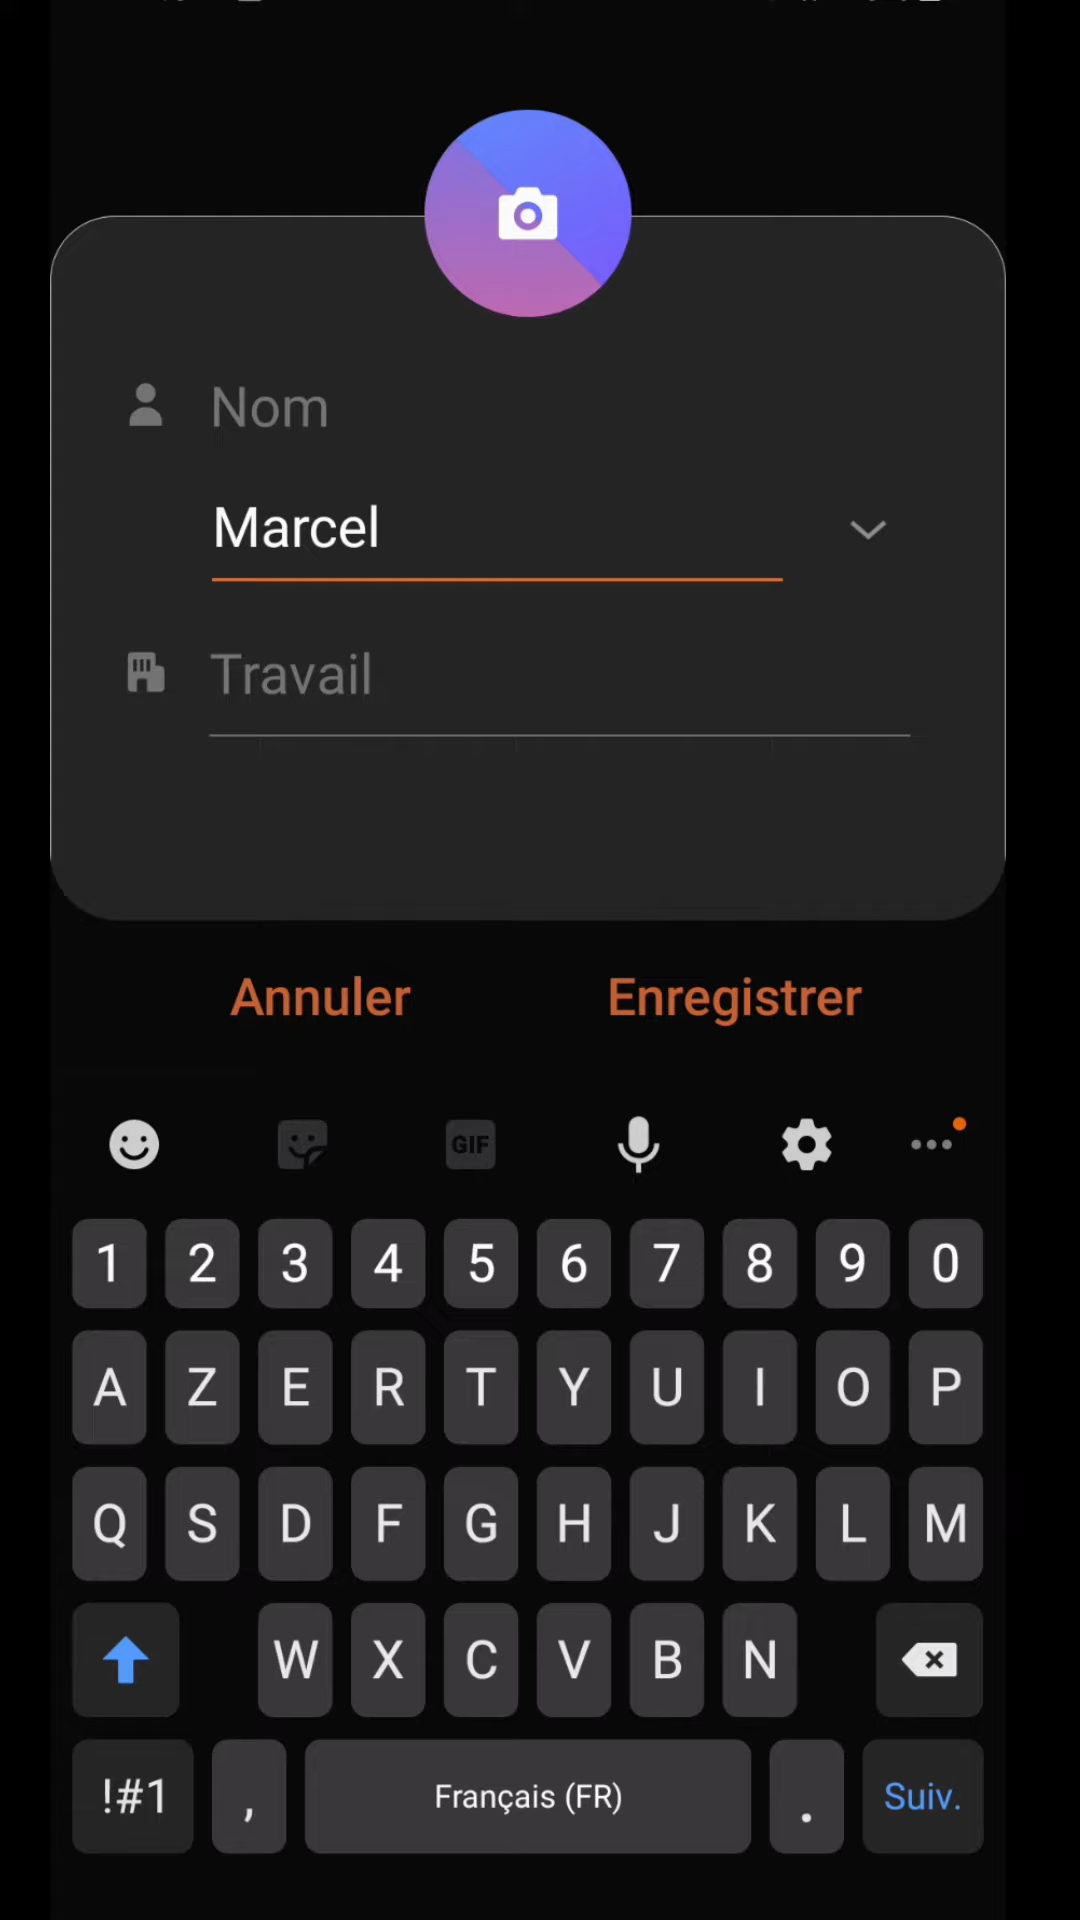 Nom
Marcel
Travail
Annuler Enregistrer
GIF
1 2 3 4 5 6 7 8 9 0
A Z E R T Y U I O P
Q S D F G H J K L M
W X C V B N
!#1 , Français (FR) . Suiv.